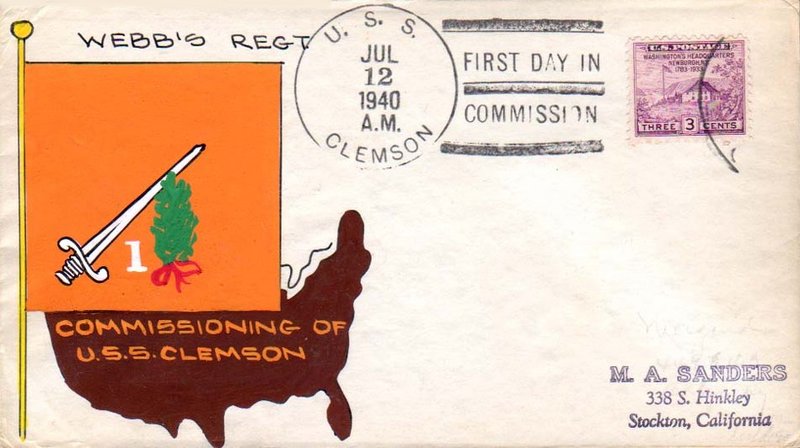 WEBB'S REGT
U. S. S.
JUL
12
1940
A.M.
CLEMSON
FIRST DAY IN
COMMISSION
U.S. POSTAGE
WASHINGTON'S HEADQUARTERS
NEWBURGH, N.Y.
1783-1933
THREE 3 CENTS
1
COMMISSIONING OF
U.S.S. CLEMSON
M. A. SANDERS
338 S. Hinkley
Stockton, California